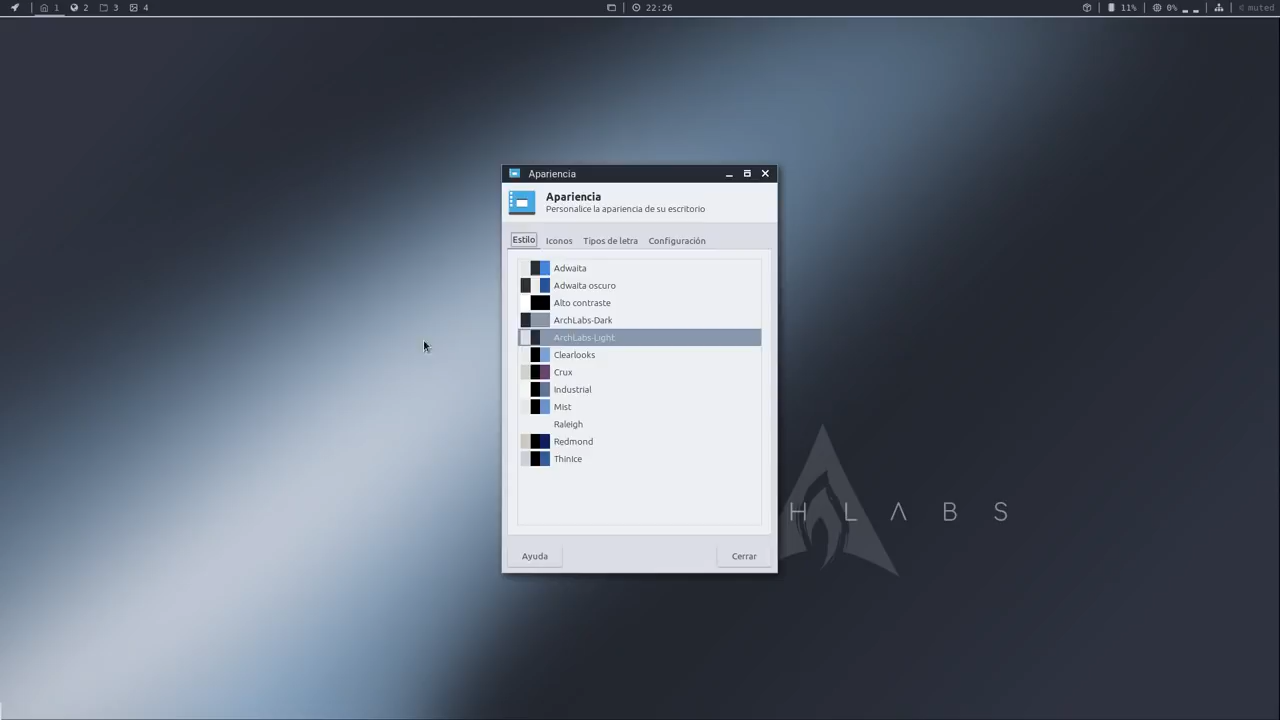 1 2 3 4 22:26 11% 0% muted
Apariencia
Apariencia
Personalice la apariencia de su escritorio
Estilo Iconos Tipos de letra Configuración
Adwaita
Adwaita oscuro
Alto contraste
ArchLabs-Dark
ArchLabs-Light
Clearlooks
Crux
Industrial
Mist
Raleigh
Redmond
Thinice
H L Λ B S
Ayuda Cerrar